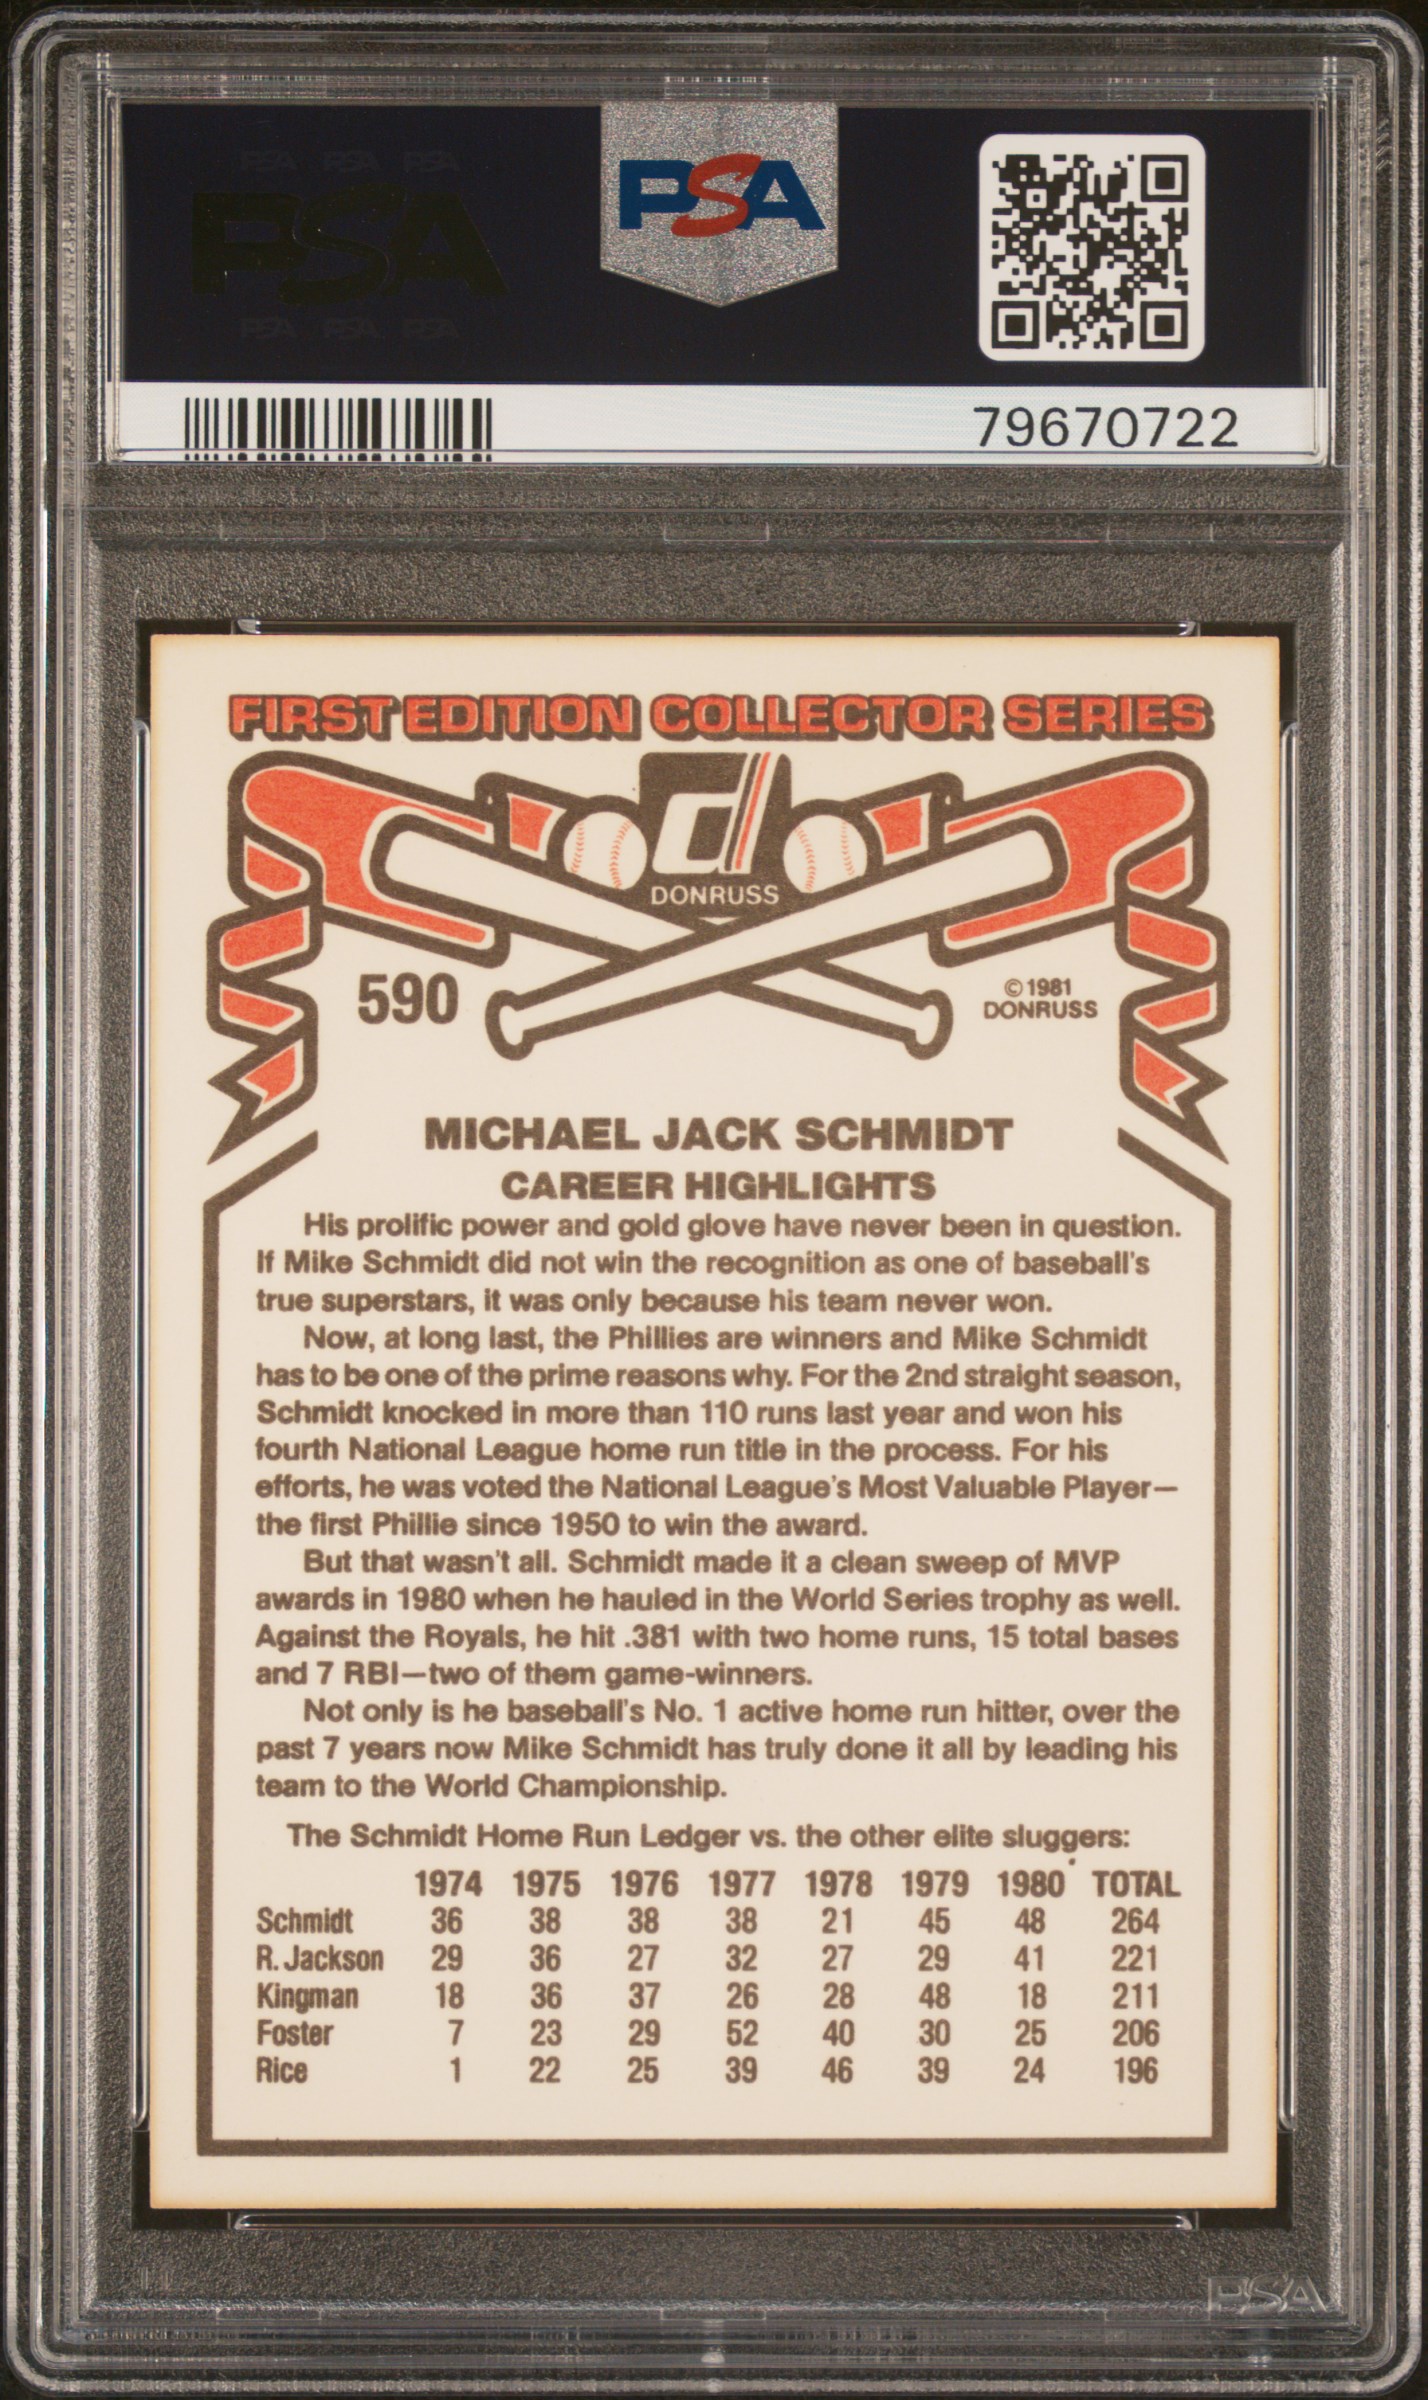 PSA PSA PSA
PSA
PSA PSA PSA
PSA
79670722
FIRST EDITION COLLECTOR SERIES
d
DONRUSS
590
© 1981
DONRUSS
MICHAEL JACK SCHMIDT
CAREER HIGHLIGHTS
His prolific power and gold glove have never been in question.
If Mike Schmidt did not win the recognition as one of baseball's
true superstars, it was only because his team never won.
Now, at long last, the Phillies are winners and Mike Schmidt
has to be one of the prime reasons why. For the 2nd straight season,
Schmidt knocked in more than 110 runs last year and won his
fourth National League home run title in the process. For his
efforts, he was voted the National League's Most Valuable Player—
the first Phillie since 1950 to win the award.
But that wasn't all. Schmidt made it a clean sweep of MVP
awards in 1980 when he hauled in the World Series trophy as well.
Against the Royals, he hit .381 with two home runs, 15 total bases
and 7 RBI—two of them game-winners.
Not only is he baseball's No. 1 active home run hitter, over the
past 7 years now Mike Schmidt has truly done it all by leading his
team to the World Championship.
The Schmidt Home Run Ledger vs. the other elite sluggers:
1974 1975 1976 1977 1978 1979 1980 TOTAL
Schmidt 36 38 38 38 21 45 48 264
R. Jackson 29 36 27 32 27 29 41 221
Kingman 18 36 37 26 28 48 18 211
Foster 7 23 29 52 40 30 25 206
Rice 1 22 25 39 46 39 24 196
PSA